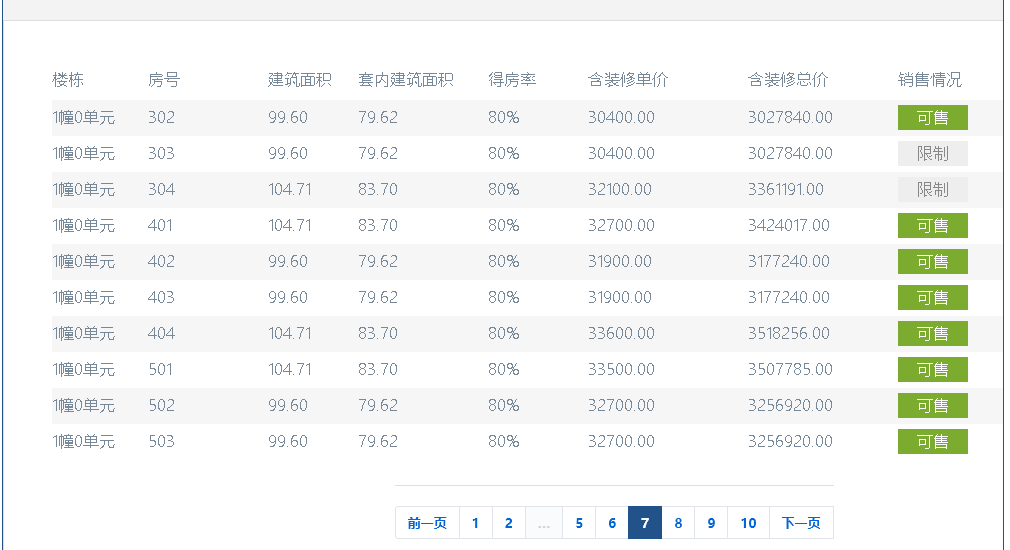 楼栋 房号 建筑面积 套内建筑面积 得房率 含装修单价 含装修总价 销售情况
1幢0单元 302 99.60 79.62 80% 30400.00 3027840.00 可售
1幢0单元 303 99.60 79.62 80% 30400.00 3027840.00 限制
1幢0单元 304 104.71 83.70 80% 32100.00 3361191.00 限制
1幢0单元 401 104.71 83.70 80% 32700.00 3424017.00 可售
1幢0单元 402 99.60 79.62 80% 31900.00 3177240.00 可售
1幢0单元 403 99.60 79.62 80% 31900.00 3177240.00 可售
1幢0单元 404 104.71 83.70 80% 33600.00 3518256.00 可售
1幢0单元 501 104.71 83.70 80% 33500.00 3507785.00 可售
1幢0单元 502 99.60 79.62 80% 32700.00 3256920.00 可售
1幢0单元 503 99.60 79.62 80% 32700.00 3256920.00 可售
前一页 1 2 ... 5 6 7 8 9 10 下一页